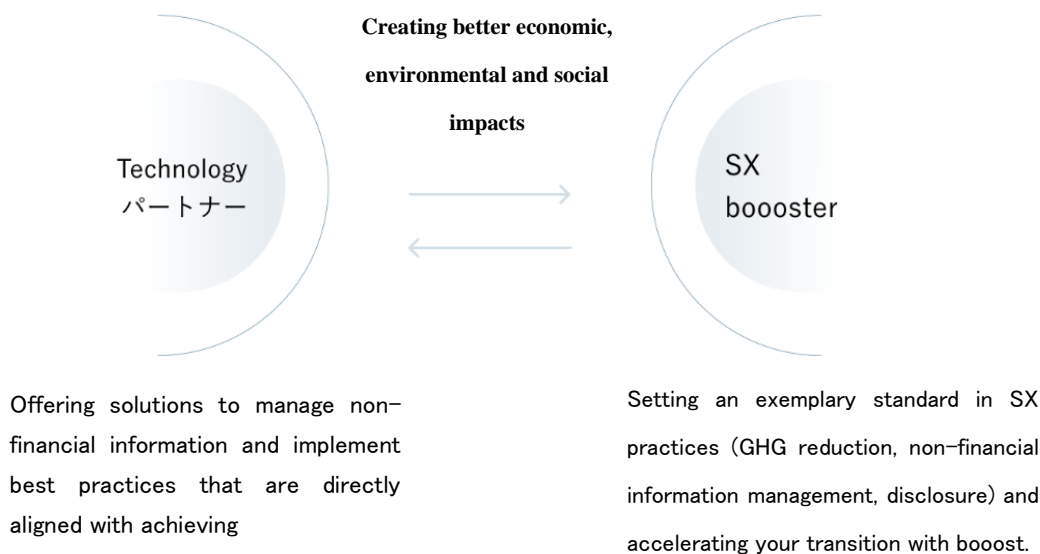 Creating better economic,
environmental and social
impacts
Technology
パートナー
SX
boooster
Offering solutions to manage non-
financial information and implement
best practices that are directly
aligned with achieving
Setting an exemplary standard in SX
practices (GHG reduction, non-financial
information management, disclosure) and
accelerating your transition with booost.